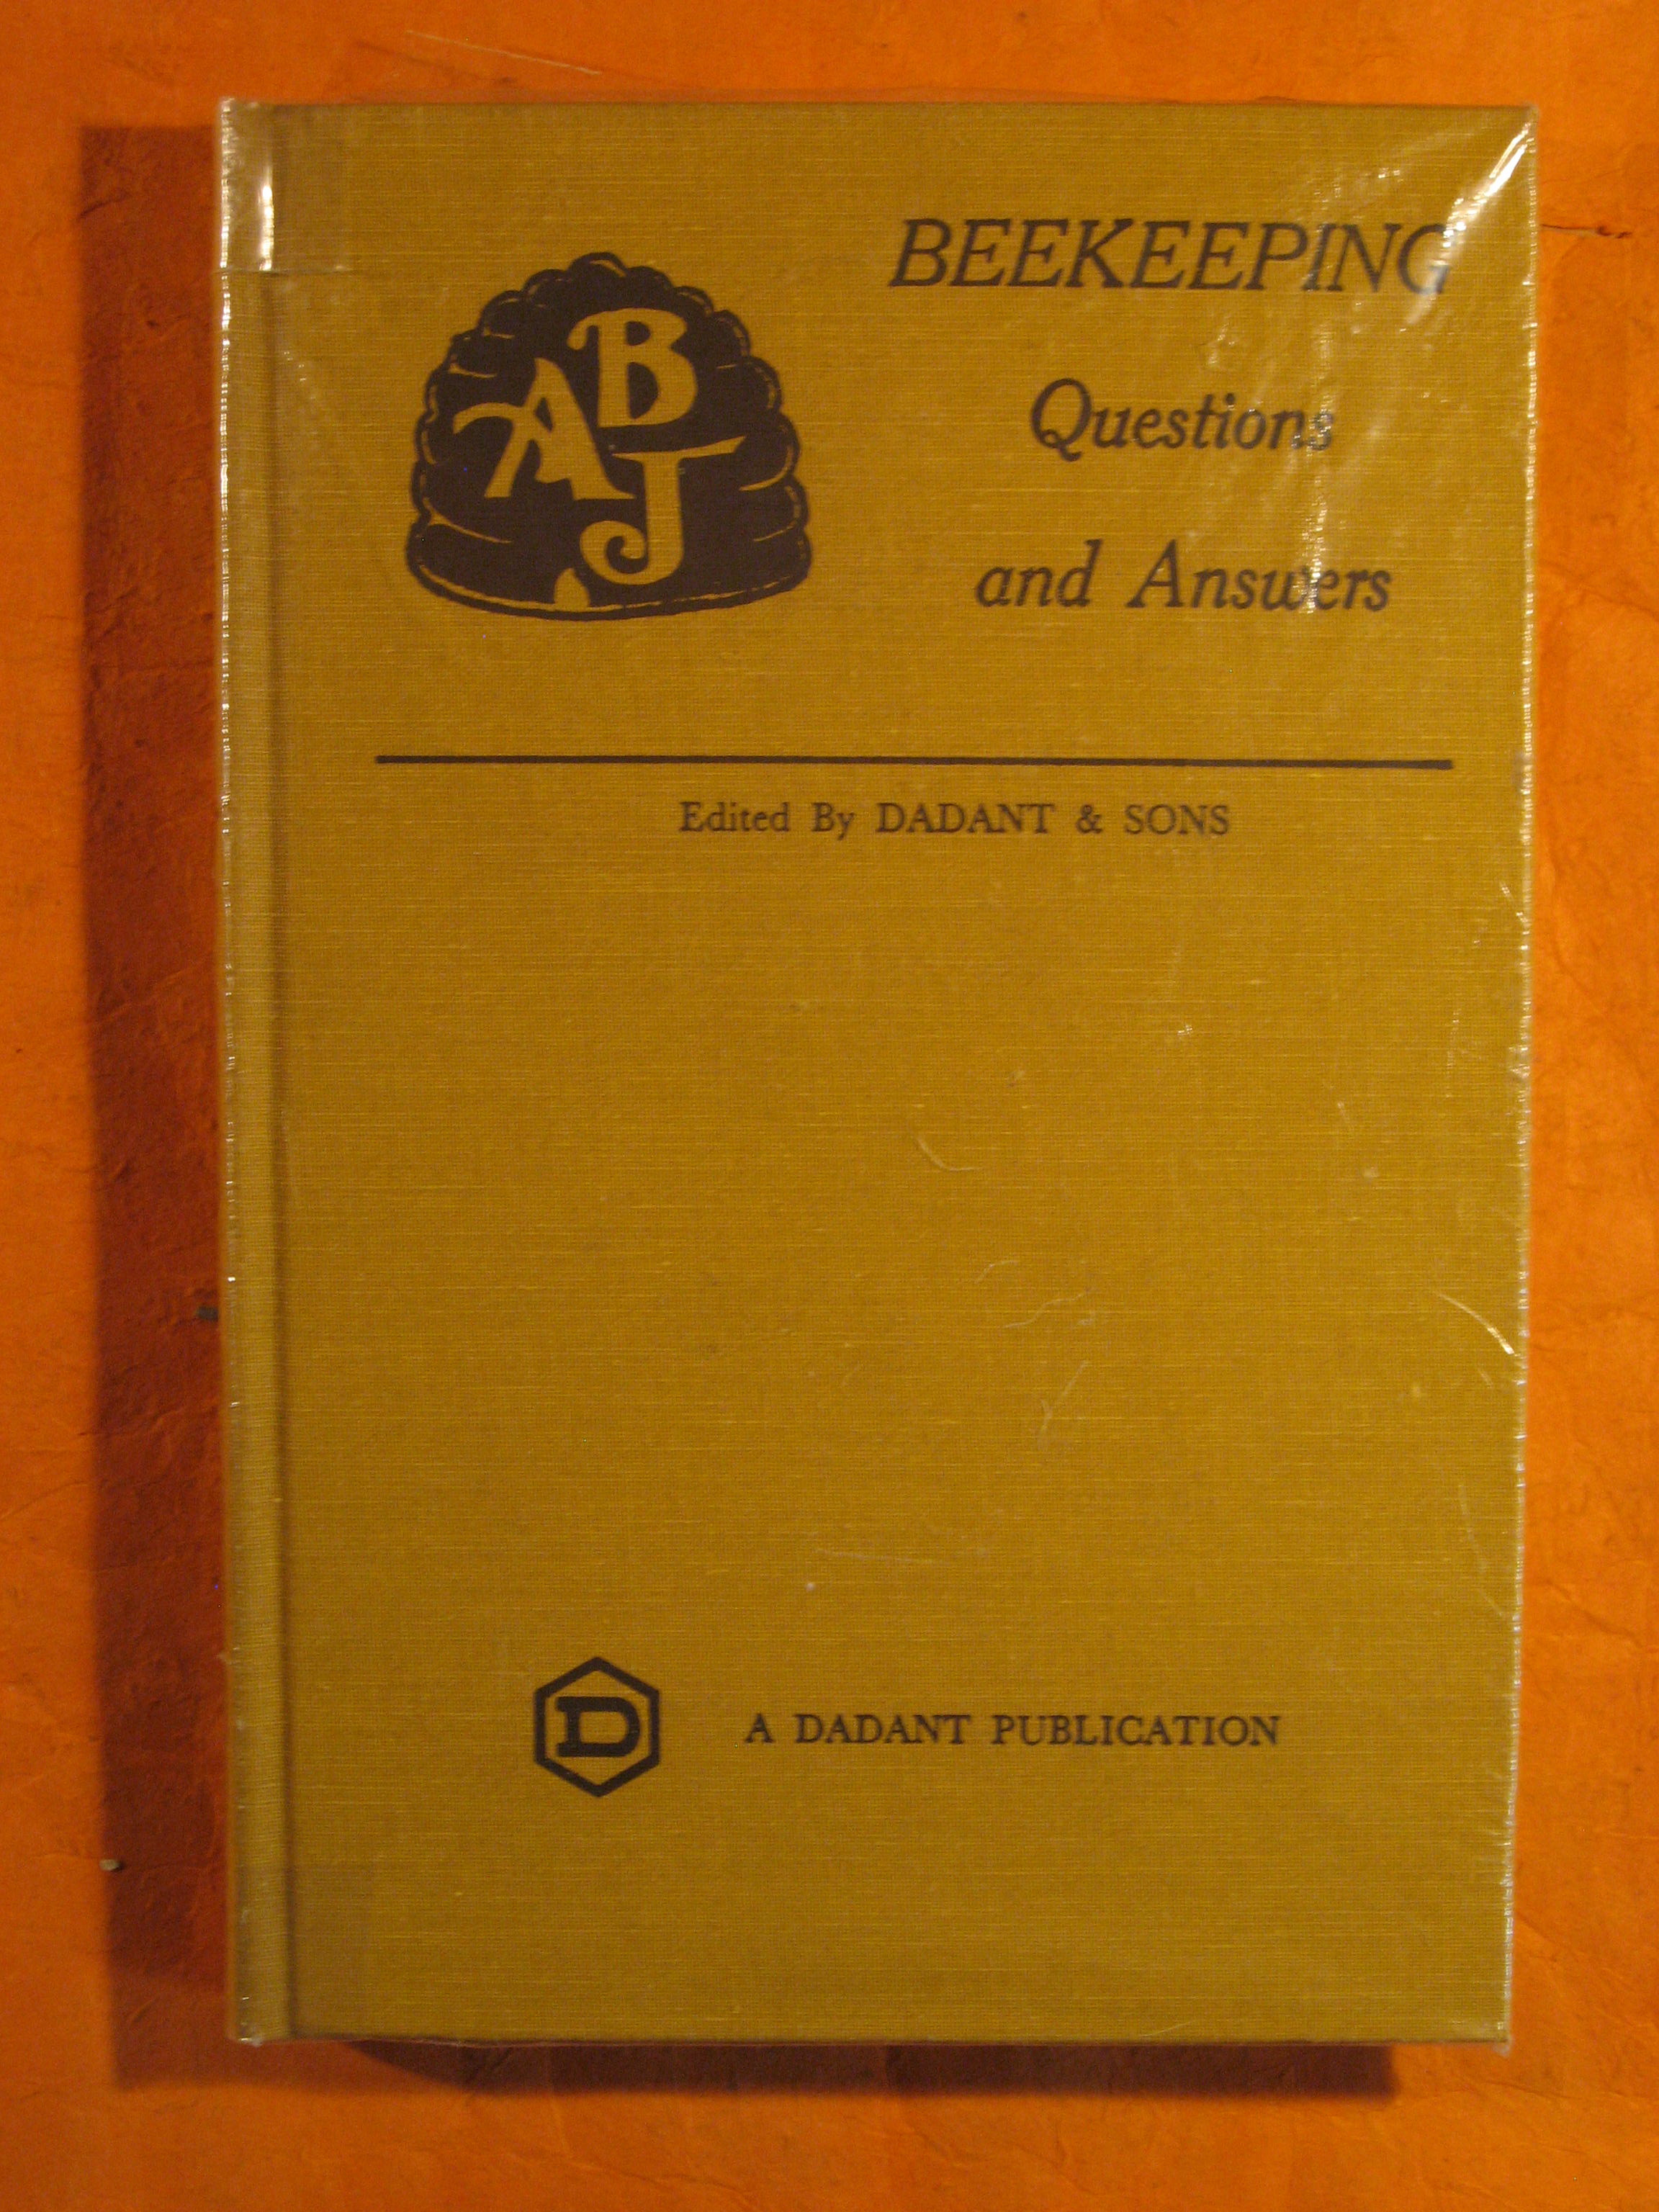 ABJ
BEEKEEPING
Questions
and Answers
Edited By DADANT & SONS
D
A DADANT PUBLICATION